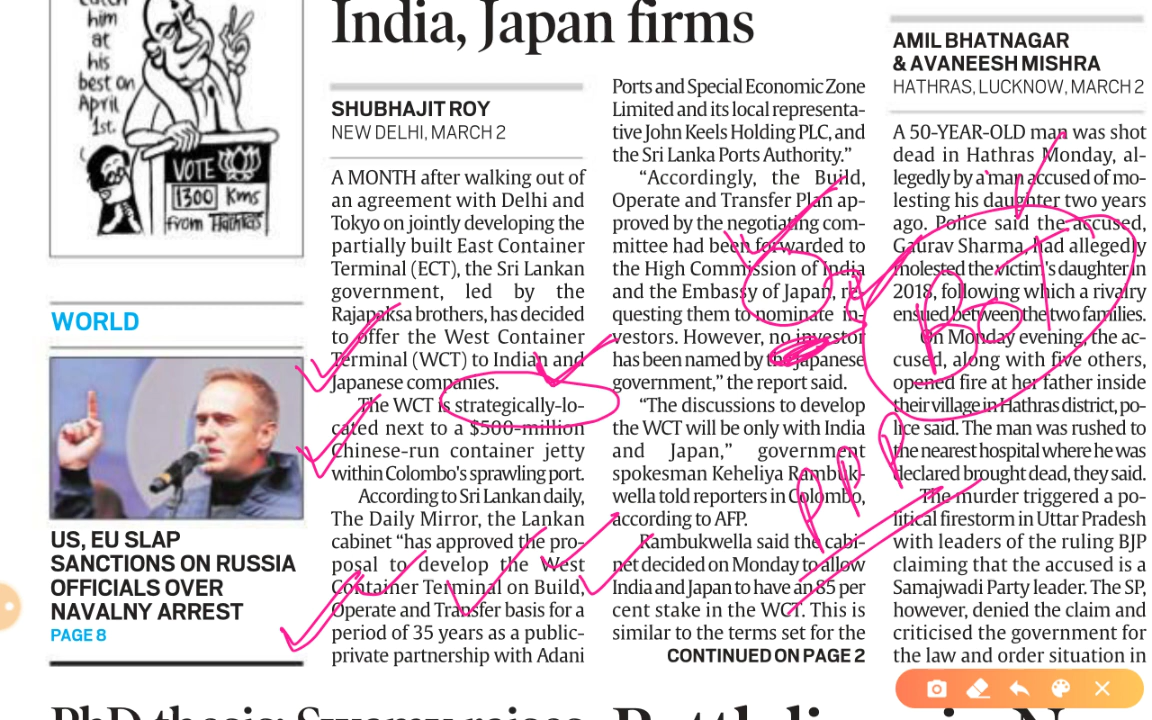 him
at
his
best on
April
1st.
VOTE
1300 Kms
from Hathras
WORLD
US, EU SLAP
SANCTIONS ON RUSSIA
OFFICIALS OVER
NAVALNY ARREST
PAGE 8
India, Japan firms
SHUBHAJIT ROY
NEW DELHI, MARCH 2
A MONTH after walking out of
an agreement with Delhi and
Tokyo on jointly developing the
partially built East Container
Terminal (ECT), the Sri Lankan
government, led by the
Rajapaksa brothers, has decided
to offer the West Container
Terminal (WCT) to Indian and
Japanese companies.
The WCT is strategically-lo-
cated next to a $500-million
Chinese-run container jetty
within Colombo's sprawling port.
According to Sri Lankan daily,
The Daily Mirror, the Lankan
cabinet “has approved the pro-
posal to develop the West
Container Terminal on Build,
Operate and Transfer basis for a
period of 35 years as a public-
private partnership with Adani
Ports and Special Economic Zone
Limited and its local representa-
tive John Keels Holding PLC, and
the Sri Lanka Ports Authority.”
“Accordingly, the Build,
Operate and Transfer Plan ap-
proved by the negotiating com-
mittee had been forwarded to
the High Commission of India
and the Embassy of Japan, re-
questing them to nominate in-
vestors. However, no investor
has been named by the Japanese
government,” the report said.
“The discussions to develop
the WCT will be only with India
and Japan,” government
spokesman Keheliya Rambuk-
wella told reporters in Colombo,
according to AFP.
Rambukwella said the cabi-
net decided on Monday to allow
India and Japan to have an 85 per
cent stake in the WCT. This is
similar to the terms set for the
CONTINUED ON PAGE 2
AMIL BHATNAGAR
& AVANEESH MISHRA
HATHRAS, LUCKNOW, MARCH 2
A 50-YEAR-OLD man was shot
dead in Hathras Monday, al-
legedly by a man accused of mo-
lesting his daughter two years
ago. Police said the accused,
Gaurav Sharma, had allegedly
molested the victim's daughter in
2018, following which a rivalry
ensued between the two families.
On Monday evening, the ac-
cused, along with five others,
opened fire at her father inside
their village in Hathras district, po-
lice said. The man was rushed to
the nearest hospital where he was
declared brought dead, they said.
The murder triggered a po-
litical firestorm in Uttar Pradesh
with leaders of the ruling BJP
claiming that the accused is a
Samajwadi Party leader. The SP,
however, denied the claim and
criticised the government for
the law and order situation in
BoT
PPP